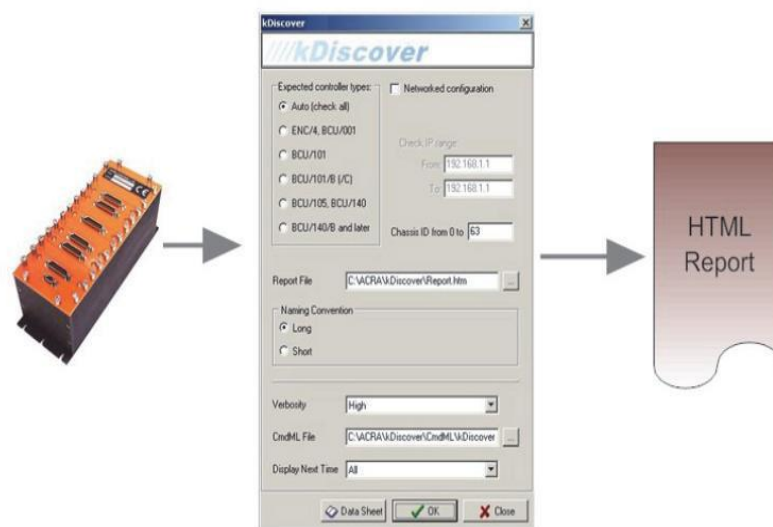 kDiscover
////kDiscover
Expected controller types:
Auto (check all)
ENC/4, BCU/001
BCU/101
BCU/101/B (/C)
BCU/105, BCU/140
BCU/140/B and later
Networked configuration
Check IP range:
From: 192.168.1.1
To: 192.168.1.1
Chassis ID from 0 to 63
Report File C:\ACRA\kDiscover\Report.htm ...
Naming Convention
Long
Short
Verbosity High
CmdML File C:\ACRA\kDiscover\CmdML\kDiscover ...
Display Next Time All
Data Sheet OK Close
HTML
Report